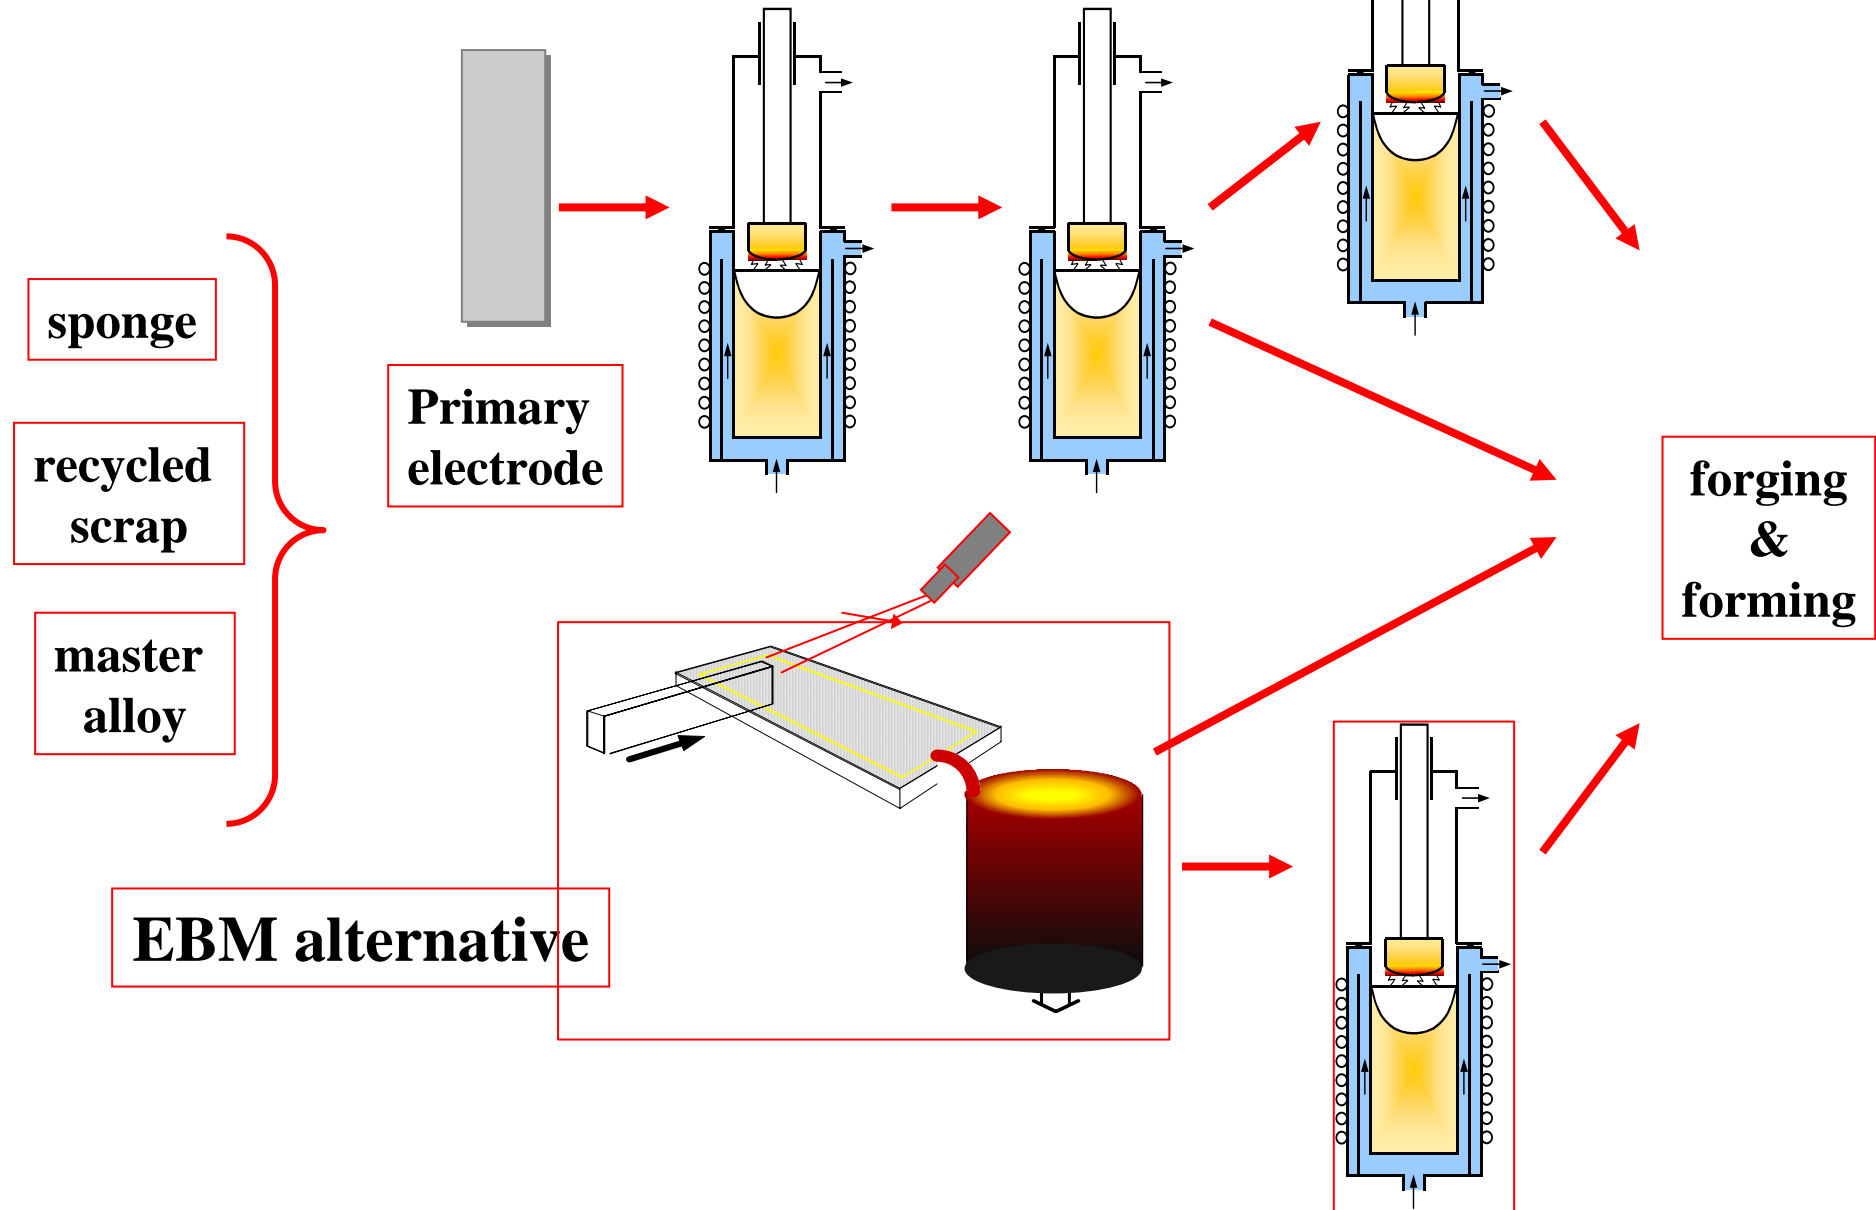 sponge
recycled
scrap
master
alloy
Primary
electrode
EBM alternative
forging
&
forming